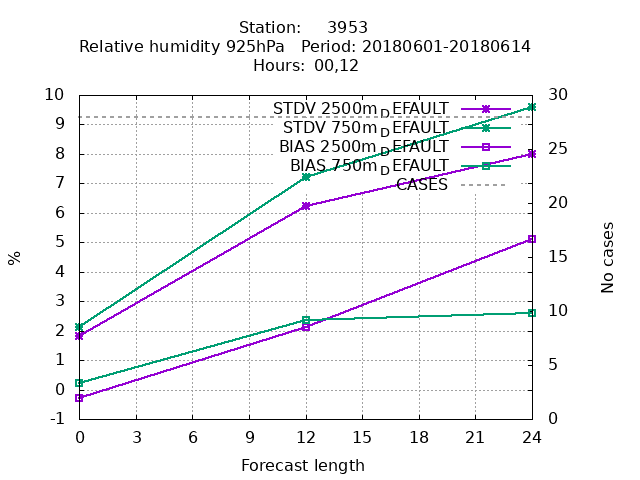 Station: 3953
Relative humidity 925hPa Period: 20180601-20180614
Hours: 00,12
STDV 2500m_DEFAULT
STDV 750m_DEFAULT
BIAS 2500m_DEFAULT
BIAS 750m_DEFAULT
CASES
10
9
8
7
6
5
4
3
2
1
0
-1
%
30
25
20
15
10
5
0
No cases
0 3 6 9 12 15 18 21 24
Forecast length